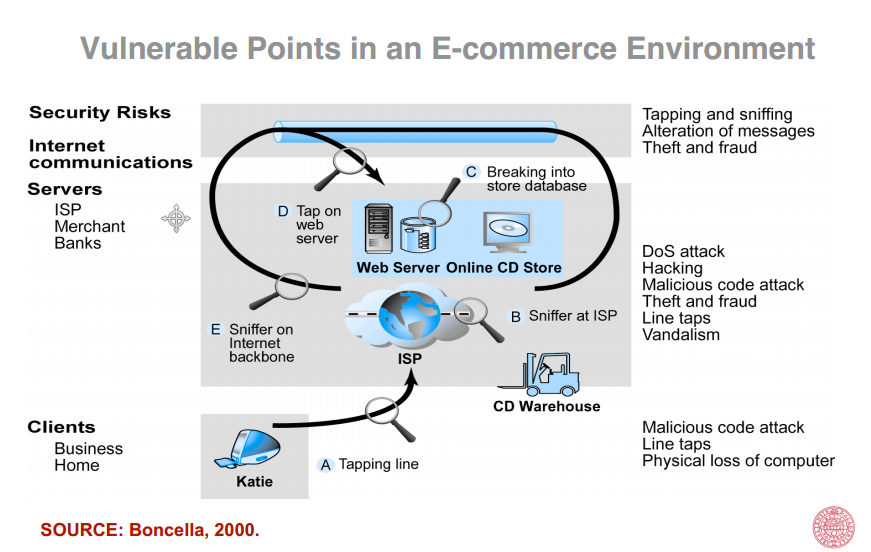 Vulnerable Points in an E-commerce Environment
Security Risks
Internet
communications
Tapping and sniffing
Alteration of messages
Theft and fraud
Servers
ISP
Merchant
Banks
C Breaking into
store database
D Tap on
web
server
Web Server Online CD Store
DoS attack
Hacking
Malicious code attack
Theft and fraud
Line taps
Vandalism
E Sniffer on
Internet
backbone
B Sniffer at ISP
ISP
CD Warehouse
Clients
Business
Home
Katie
A Tapping line
Malicious code attack
Line taps
Physical loss of computer
SOURCE: Boncella, 2000.